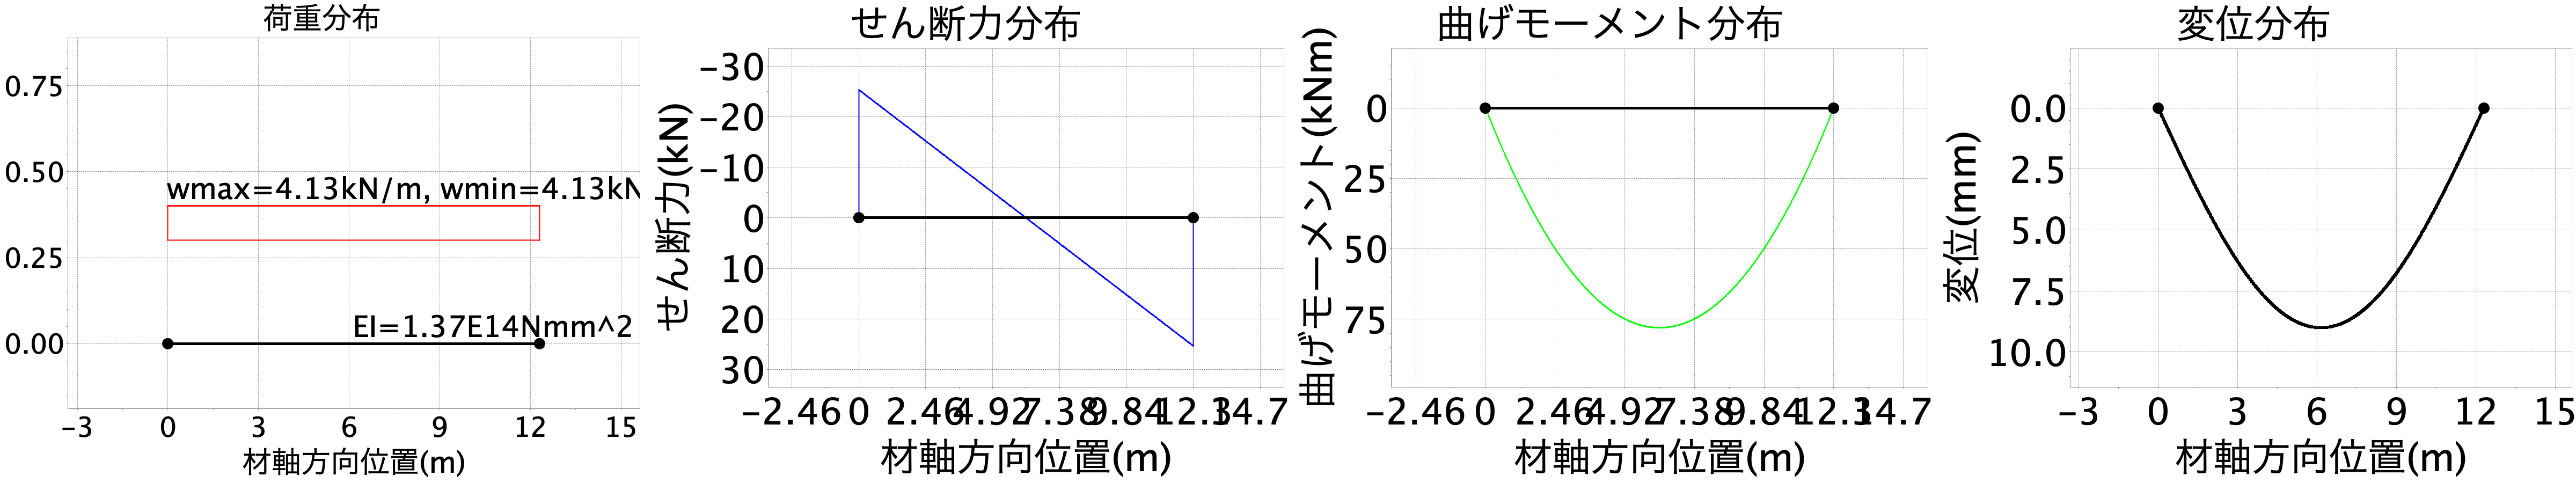 荷重分布
0.75
0.50
0.25
0.00
wmax=4.13kN/m, wmin=4.13kN
EI=1.37E14Nmm^2
-3 0 3 6 9 12 15
材軸方向位置(m)
せん断力分布
せん断力(kN)
-30
-20
-10
0
10
20
30
-2.46 0 2.46 4.92 7.38 9.84 12.3 14.7
材軸方向位置(m)
曲げモーメント分布
曲げモーメント(kNm)
0
25
50
75
-2.46 0 2.46 4.92 7.38 9.84 12.3 14.7
材軸方向位置(m)
変位分布
変位(mm)
0.0
2.5
5.0
7.5
10.0
-3 0 3 6 9 12 15
材軸方向位置(m)